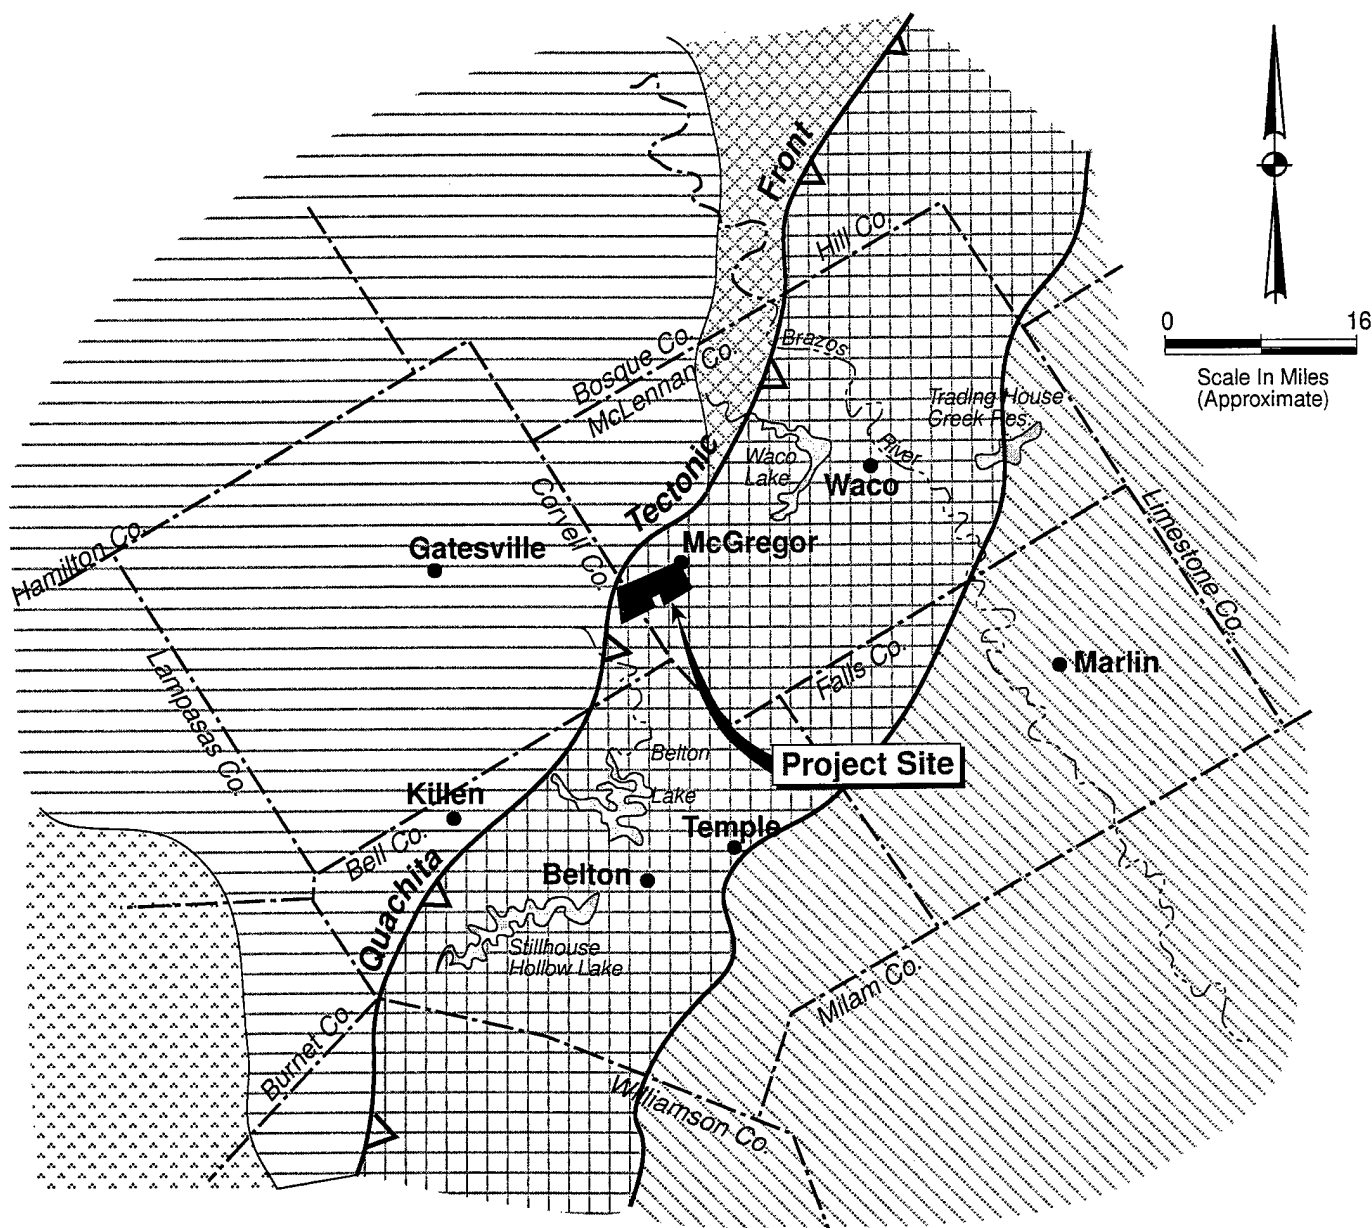 Front
Hill Co.
0 16
Scale In Miles
(Approximate)
Bosque Co.
McLennan Co.
Brazos
River
Trading House
Creek Res.
Waco
Lake
Waco
Tectonic
McGregor
Gatesville
Coryell Co.
Hamilton Co.
Limestone Co.
Marlin
Falls Co.
Lampasas Co.
Project Site
Belton
Lake
Killen
Bell Co.
Temple
Belton
Quachita
Stillhouse
Hollow Lake
Milam Co.
Burnet Co.
Williamson Co.